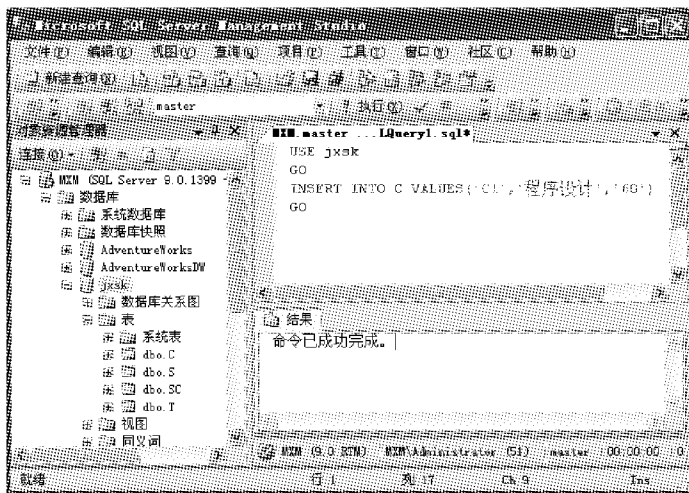 Microsoft SQL Server Management Studio
文件(F) 编辑(E) 视图(V) 查询(Q) 项目(P) 工具(T) 窗口(W) 社区(C) 帮助(H)
新建查询(N)
master
执行(X)
对象资源管理器
连接(O)
MXM (SQL Server 9.0.1399 -
数据库
系统数据库
数据库快照
AdventureWorks
AdventureWorksDW
jxsk
数据库关系图
表
系统表
dbo.C
dbo.S
dbo.SC
dbo.T
视图
同义词
MXM.master ...LQuery1.sql*
USE jxsk
GO
INSERT INTO C VALUES('C1','程序设计','60')
GO
结果
命令已成功完成。
MXM (9.0 RTM) MXM\Administrator (51) master 00:00:00 0
就绪 行 1 列 17 Ch 9 Ins